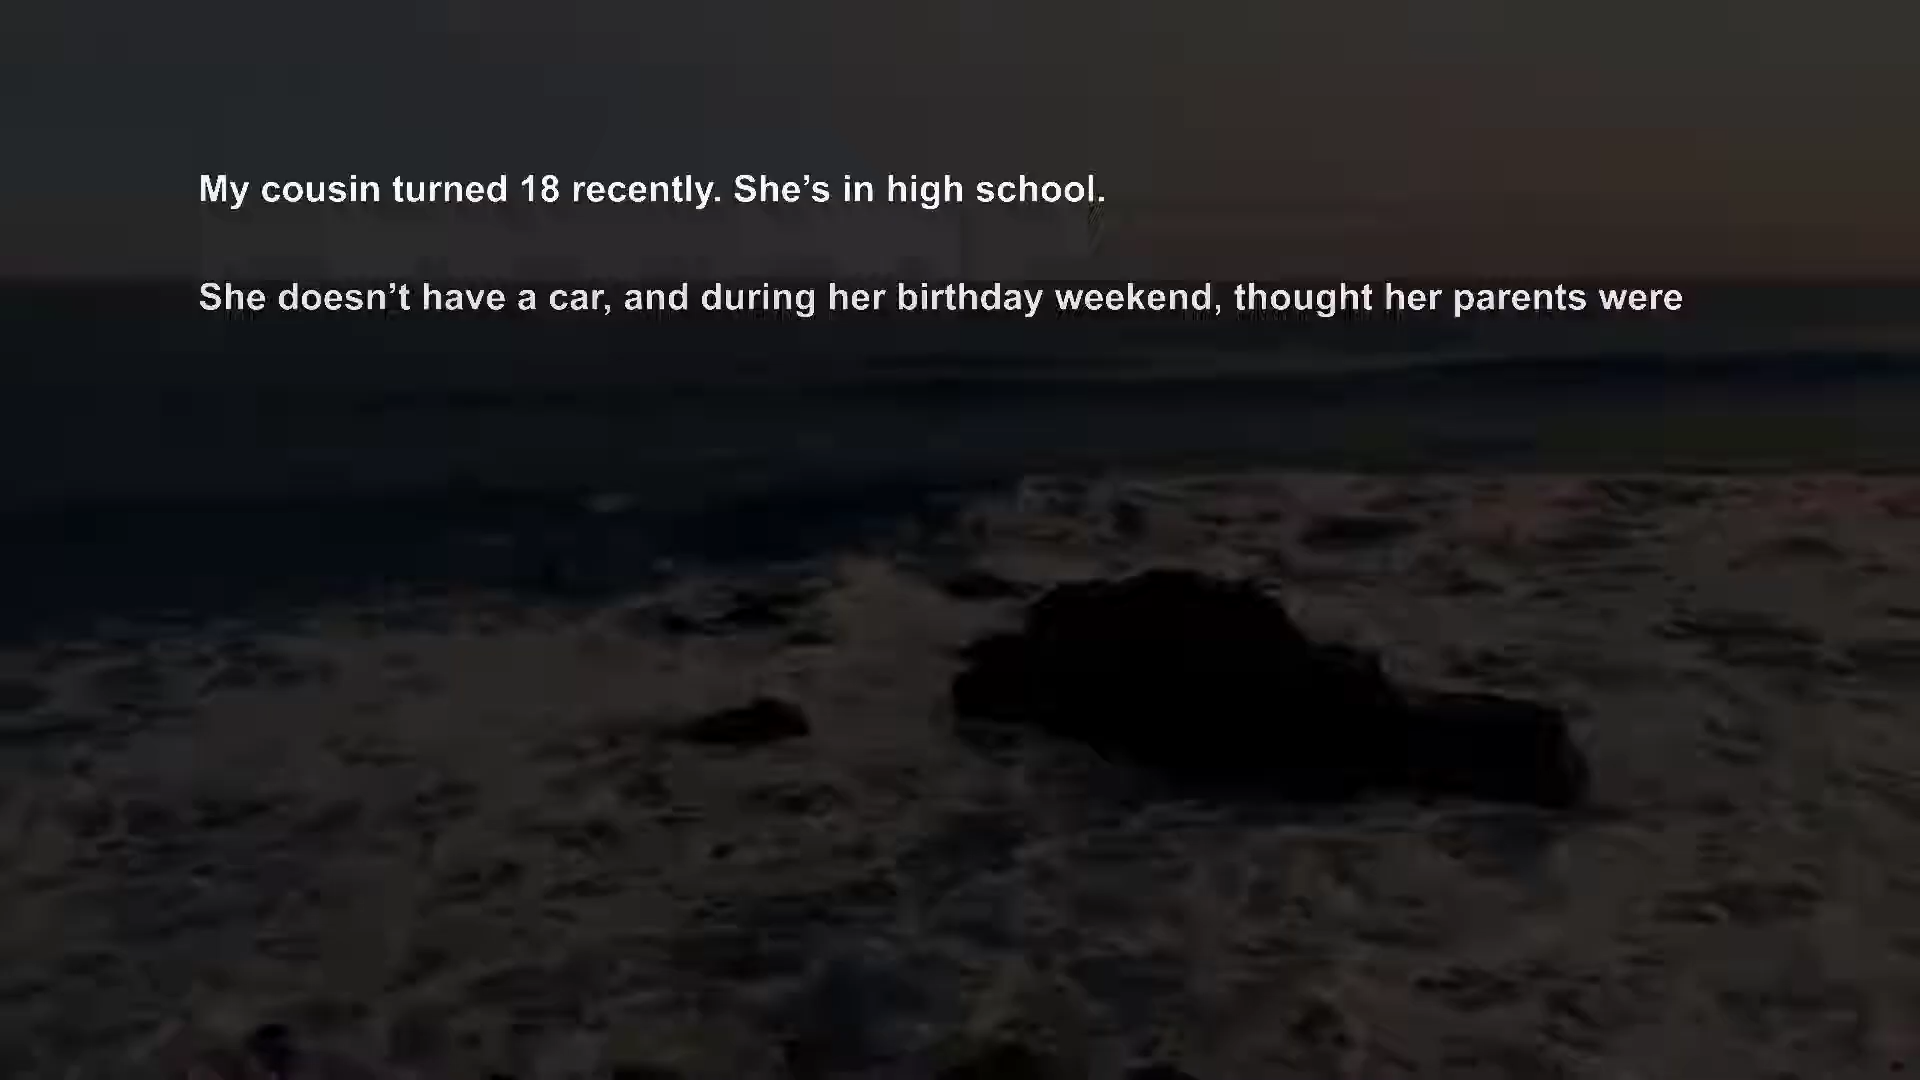 My cousin turned 18 recently. She’s in high school.
She doesn’t have a car, and during her birthday weekend, thought her parents were